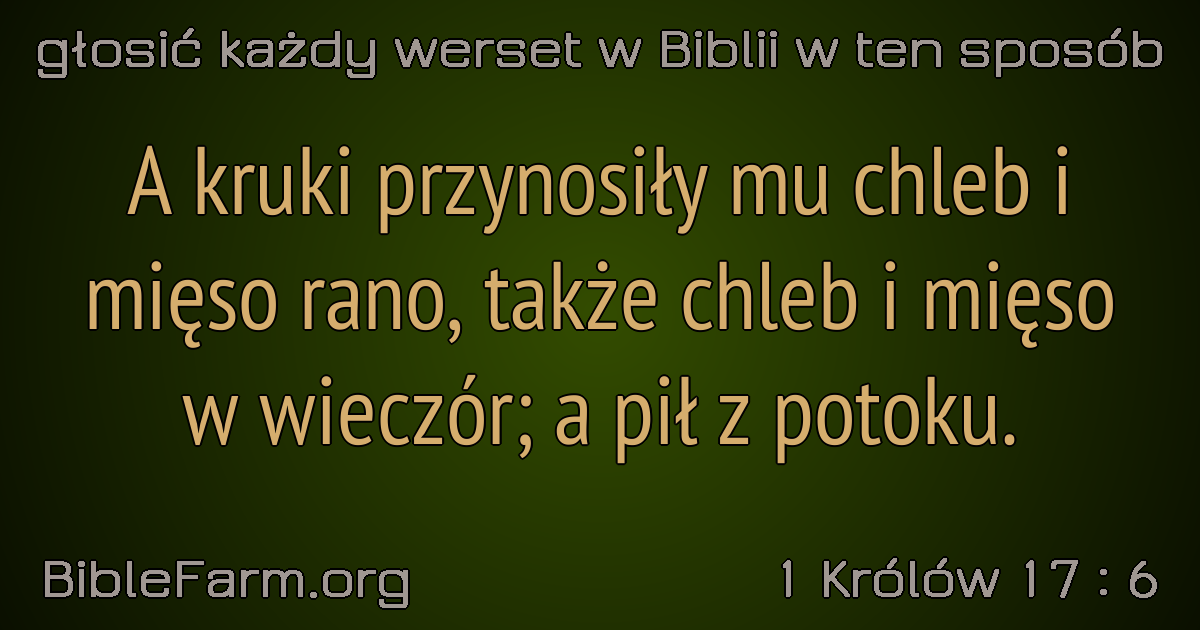 głosić każdy werset w Biblii w ten sposób
A kruki przynosiły mu chleb i
mięso rano, także chleb i mięso
w wieczór; a pił z potoku.
BibleFarm.org
1 Królów 17 : 6